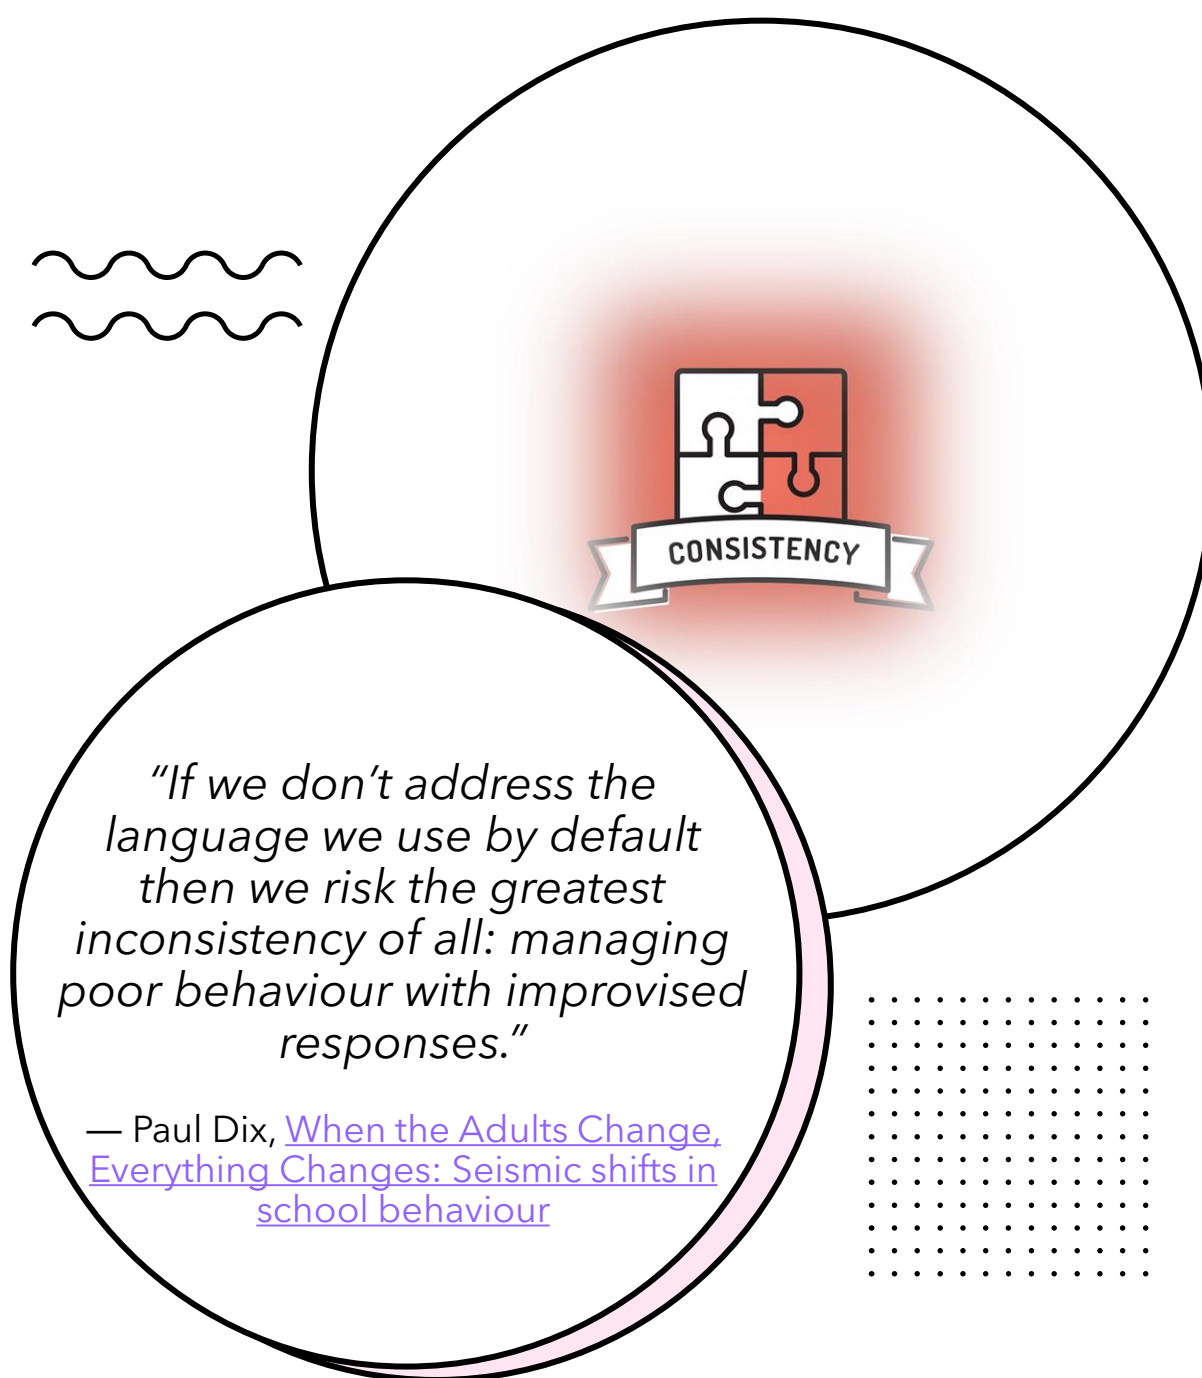 CONSISTENCY
“If we don’t address the
language we use by default
then we risk the greatest
inconsistency of all: managing
poor behaviour with improvised
responses.”
― Paul Dix, When the Adults Change,
Everything Changes: Seismic shifts in
school behaviour